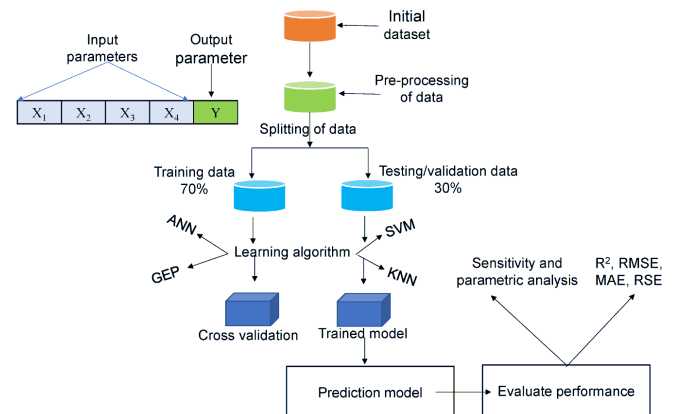 Input
parameters
Output
parameter
Initial
dataset
X1 X2 X3 X4 Y
Pre-processing
of data
Splitting of data
Training data
70%
Testing/validation data
30%
ANN
SVM
Learning algorithm
GEP
KNN
Cross validation
Trained model
Sensitivity and
parametric analysis
R², RMSE,
MAE, RSE
Prediction model
Evaluate performance